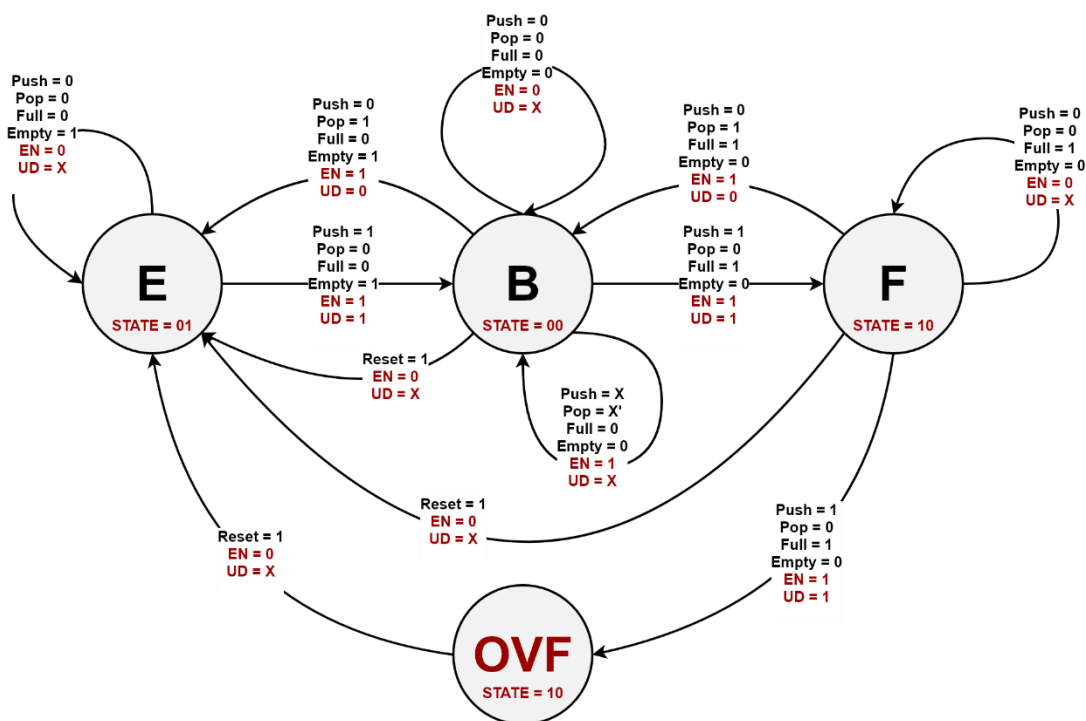 Push = 0
Pop = 0
Full = 0
Empty = 0
EN = 0
UD = X
Push = 0
Pop = 0
Full = 0
Empty = 1
EN = 0
UD = X
Push = 0
Pop = 1
Full = 0
Empty = 1
EN = 1
UD = 0
Push = 0
Pop = 1
Full = 1
Empty = 0
EN = 1
UD = 0
Push = 0
Pop = 0
Full = 1
Empty = 0
EN = 0
UD = X
Push = 1
Pop = 0
Full = 0
Empty = 1
EN = 1
UD = 1
Push = 1
Pop = 0
Full = 1
Empty = 0
EN = 1
UD = 1
E
STATE = 01
B
STATE = 00
F
STATE = 10
Reset = 1
EN = 0
UD = X
Push = X
Pop = X'
Full = 0
Empty = 0
EN = 1
UD = X
Reset = 1
EN = 0
UD = X
Reset = 1
EN = 0
UD = X
Push = 1
Pop = 0
Full = 1
Empty = 0
EN = 1
UD = 1
OVF
STATE = 10